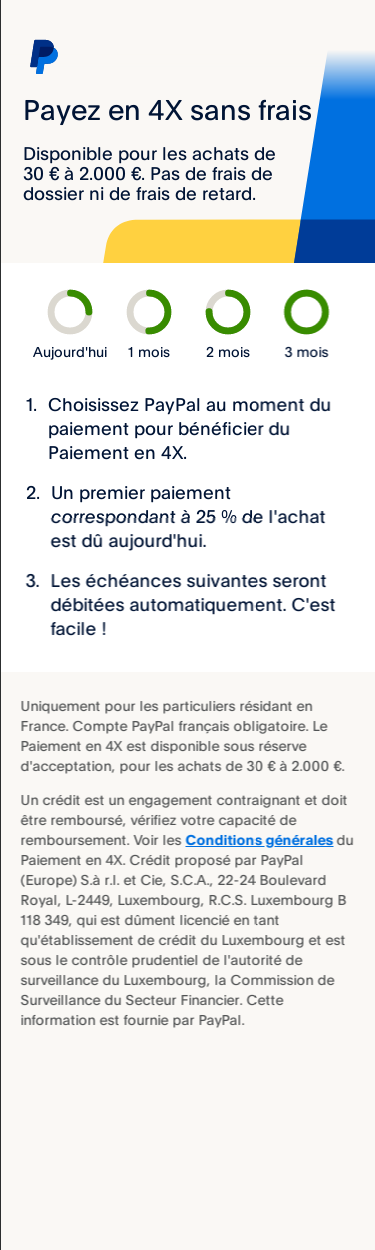 Payez en 4X sans frais
Disponible pour les achats de
30 € à 2.000 €. Pas de frais de
dossier ni de frais de retard.
Aujourd'hui 1 mois 2 mois 3 mois
1. Choisissez PayPal au moment du
paiement pour bénéficier du
Paiement en 4X.
2. Un premier paiement
correspondant à 25 % de l'achat
est dû aujourd'hui.
3. Les échéances suivantes seront
débitées automatiquement. C'est
facile !
Uniquement pour les particuliers résidant en
France. Compte PayPal français obligatoire. Le
Paiement en 4X est disponible sous réserve
d'acceptation, pour les achats de 30 € à 2.000 €.
Un crédit est un engagement contraignant et doit
être remboursé, vérifiez votre capacité de
remboursement. Voir les Conditions générales du
Paiement en 4X. Crédit proposé par PayPal
(Europe) S.à r.l. et Cie, S.C.A., 22-24 Boulevard
Royal, L-2449, Luxembourg, R.C.S. Luxembourg B
118 349, qui est dûment licencié en tant
qu'établissement de crédit du Luxembourg et est
sous le contrôle prudentiel de l'autorité de
surveillance du Luxembourg, la Commission de
Surveillance du Secteur Financier. Cette
information est fournie par PayPal.